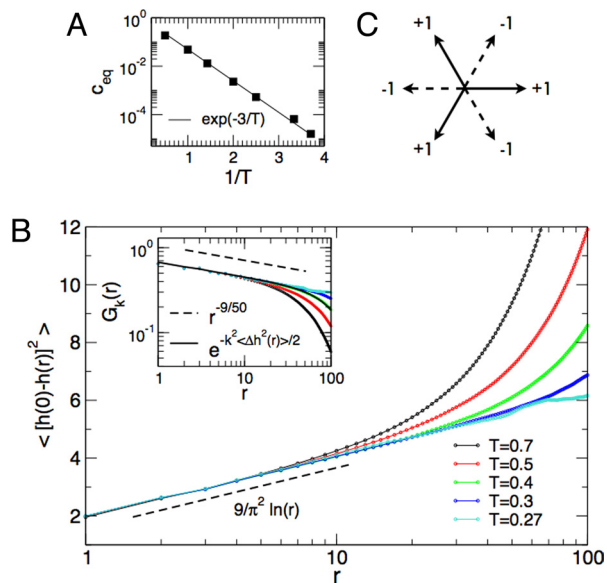 A
10^0
10^-2
10^-4
c_eq
exp(-3/T)
0 1 2 3 4
1/T
C
+1 -1
-1 +1
+1 -1
B
12
10
8
6
4
2
< [h(0)-h(r)]^2 >
10^0
10^-1
G_k(r)
r^-9/50
e^-k^2<Δh^2(r)>/2
1 10 100
r
9/π^2 ln(r)
T=0.7
T=0.5
T=0.4
T=0.3
T=0.27
1 10 100
r